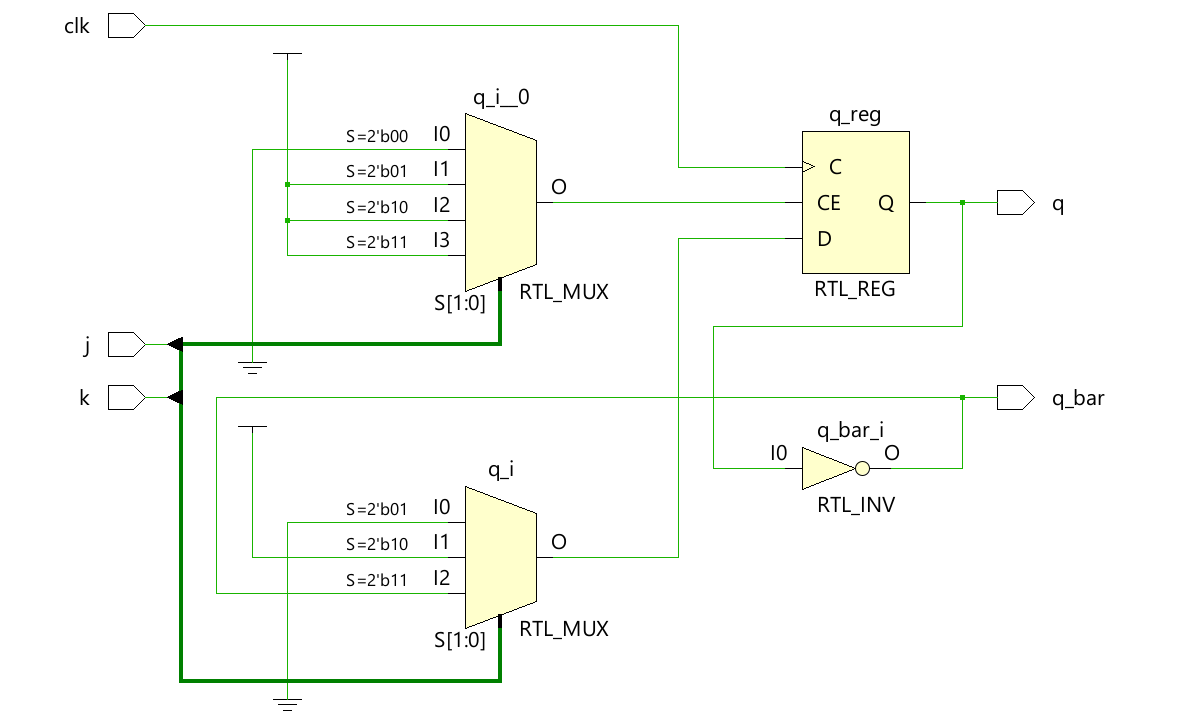 clk
q_i__0
S=2'b00 I0
S=2'b01 I1
S=2'b10 I2
S=2'b11 I3
O
S[1:0]
RTL_MUX
q_reg
C
CE
D
Q
RTL_REG
q
j
k
q_bar
q_bar_i
I0
O
RTL_INV
q_i
S=2'b01 I0
S=2'b10 I1
S=2'b11 I2
O
S[1:0]
RTL_MUX